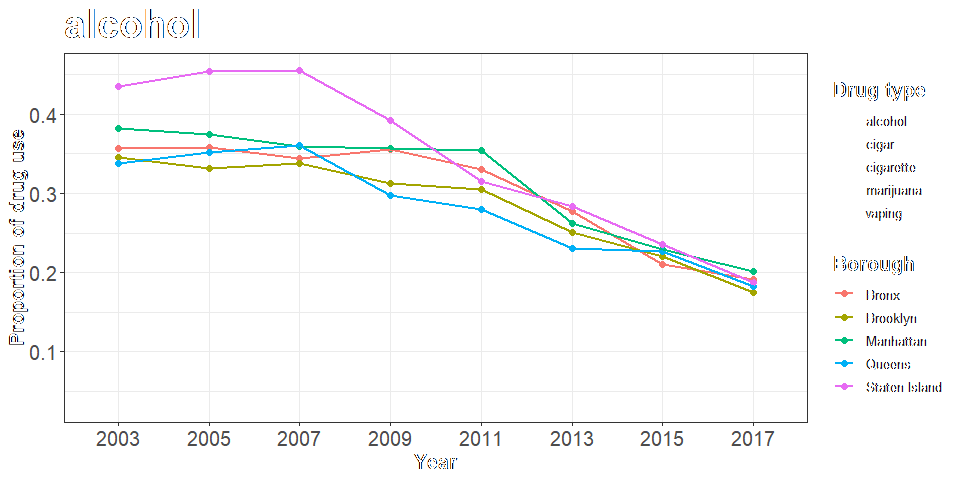 alcohol
Proportion of drug use
0.4
0.3
0.2
0.1
2003 2005 2007 2009 2011 2013 2015 2017
Year
Drug type
alcohol
cigar
cigarette
marijuana
vaping
Borough
Bronx
Brooklyn
Manhattan
Queens
Staten Island